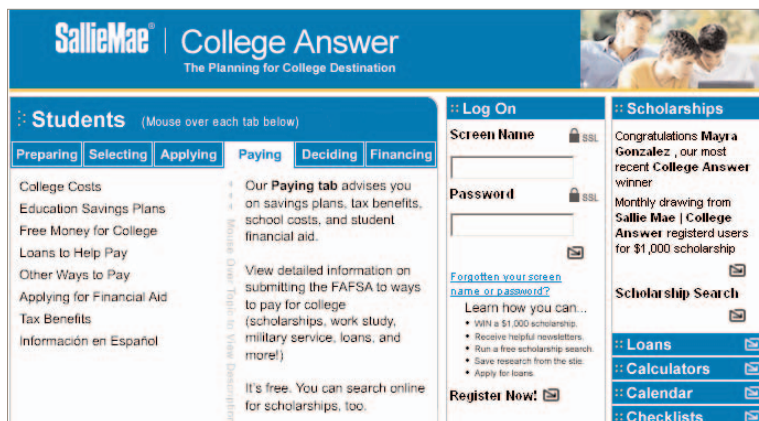 SallieMae® | College Answer
The Planning for College Destination
:: Students (Mouse over each tab below)
Preparing Selecting Applying Paying Deciding Financing
College Costs
Education Savings Plans
Free Money for College
Loans to Help Pay
Other Ways to Pay
Applying for Financial Aid
Tax Benefits
Información en Español
+++ Mouse Over Topic to View Description
Our Paying tab advises you
on savings plans, tax benefits,
school costs, and student
financial aid.
View detailed information on
submitting the FAFSA to ways
to pay for college
(scholarships, work study,
military service, loans, and
more!)
It's free. You can search online
for scholarships, too.
:: Log On
Screen Name SSL
Password SSL
Forgotten your screen
name or password?
Learn how you can...
• WIN a $1,000 scholarship.
• Receive helpful newsletters.
• Run a free scholarship search.
• Save research from the stie.
• Apply for loans.
Register Now!
:: Scholarships
Congratulations Mayra
Gonzalez , our most
recent College Answer
winner
Monthly drawing from
Sallie Mae | College
Answer registerd users
for $1,000 scholarship
Scholarship Search
:: Loans
:: Calculators
:: Calendar
:: Checklists